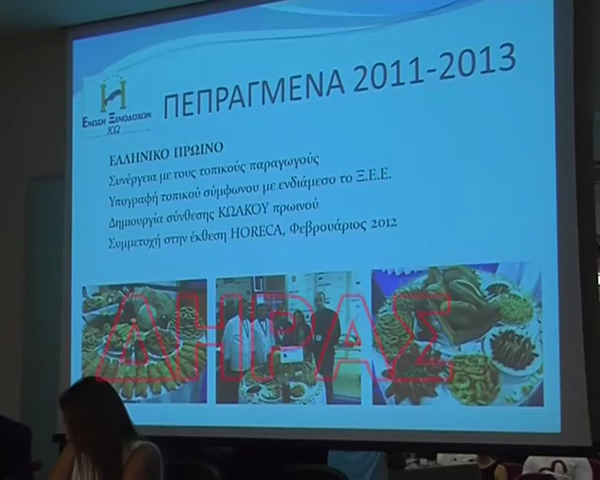 ΠΕΠΡΑΓΜΕΝΑ 2011-2013
ΕΝΩΣΗ ΞΕΝΟΔΟΧΩΝ
ΚΩ
ΕΛΛΗΝΙΚΟ ΠΡΩΙΝΟ
Συνέργεια με τους τοπικούς παραγωγούς
Υπογραφή τοπικού σύμφωνου με ενδιάμεσο το Ξ.Ε.Ε.
Δημιουργία σύνθεσης ΚΩΑΚΟΥ πρωινού
Συμμετοχή στην έκθεση HORECA, Φεβρουάριος 2012
ΔΗΡΑΣ